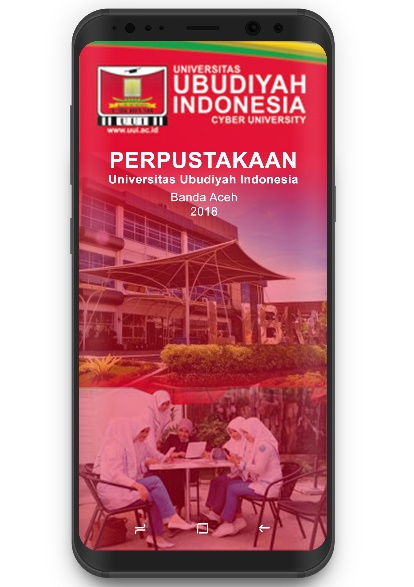 UNIVERSITAS
UBUDIYAH
INDONESIA
CYBER UNIVERSITY
www.uui.ac.id
PERPUSTAKAAN
Universitas Ubudiyah Indonesia
Banda Aceh
2018